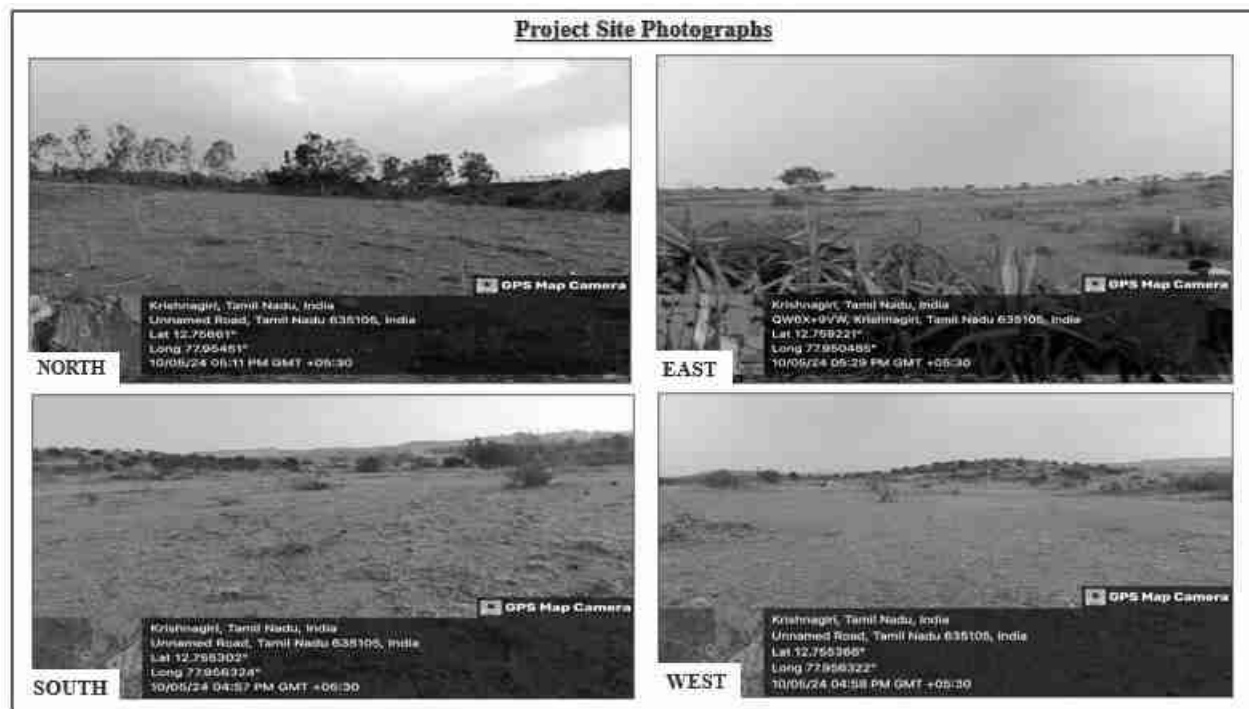 Project Site Photographs
GPS Map Camera
Krishnagiri, Tamil Nadu, India
Unnamed Road, Tamil Nadu 635105, India
Lat 12.75661°
Long 77.95451°
10/05/24 05:11 PM GMT +05:30
NORTH
GPS Map Camera
Krishnagiri, Tamil Nadu, India
QW6X+9VW, Krishnagiri, Tamil Nadu 635105, India
Lat 12.759221°
Long 77.950485°
10/05/24 05:29 PM GMT +05:30
EAST
GPS Map Camera
Krishnagiri, Tamil Nadu, India
Unnamed Road, Tamil Nadu 635105, India
Lat 12.755302°
Long 77.956324°
10/05/24 04:57 PM GMT +05:30
SOUTH
GPS Map Camera
Krishnagiri, Tamil Nadu, India
Unnamed Road, Tamil Nadu 635105, India
Lat 12.755366°
Long 77.956322°
10/05/24 04:58 PM GMT +05:30
WEST